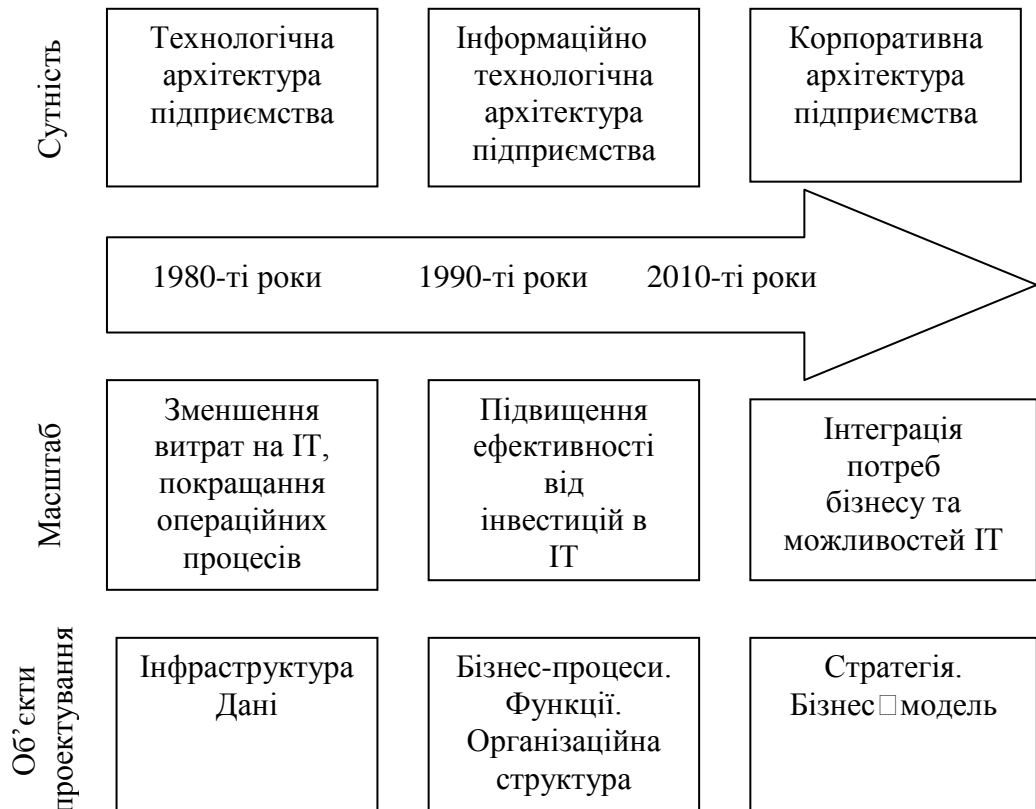 Сутність
Технологічна
архітектура
підприємства
Інформаційно
технологічна
архітектура
підприємства
Корпоративна
архітектура
підприємства
1980-ті роки
1990-ті роки
2010-ті роки
Масштаб
Зменшення
витрат на ІТ,
покращання
операційних
процесів
Підвищення
ефективності
від
інвестицій в
ІТ
Інтеграція
потреб
бізнесу та
можливостей ІТ
Об’єкти
проектування
Інфраструктура
Дані
Бізнес-процеси.
Функції.
Організаційна
структура
Стратегія.
Бізнес□модель